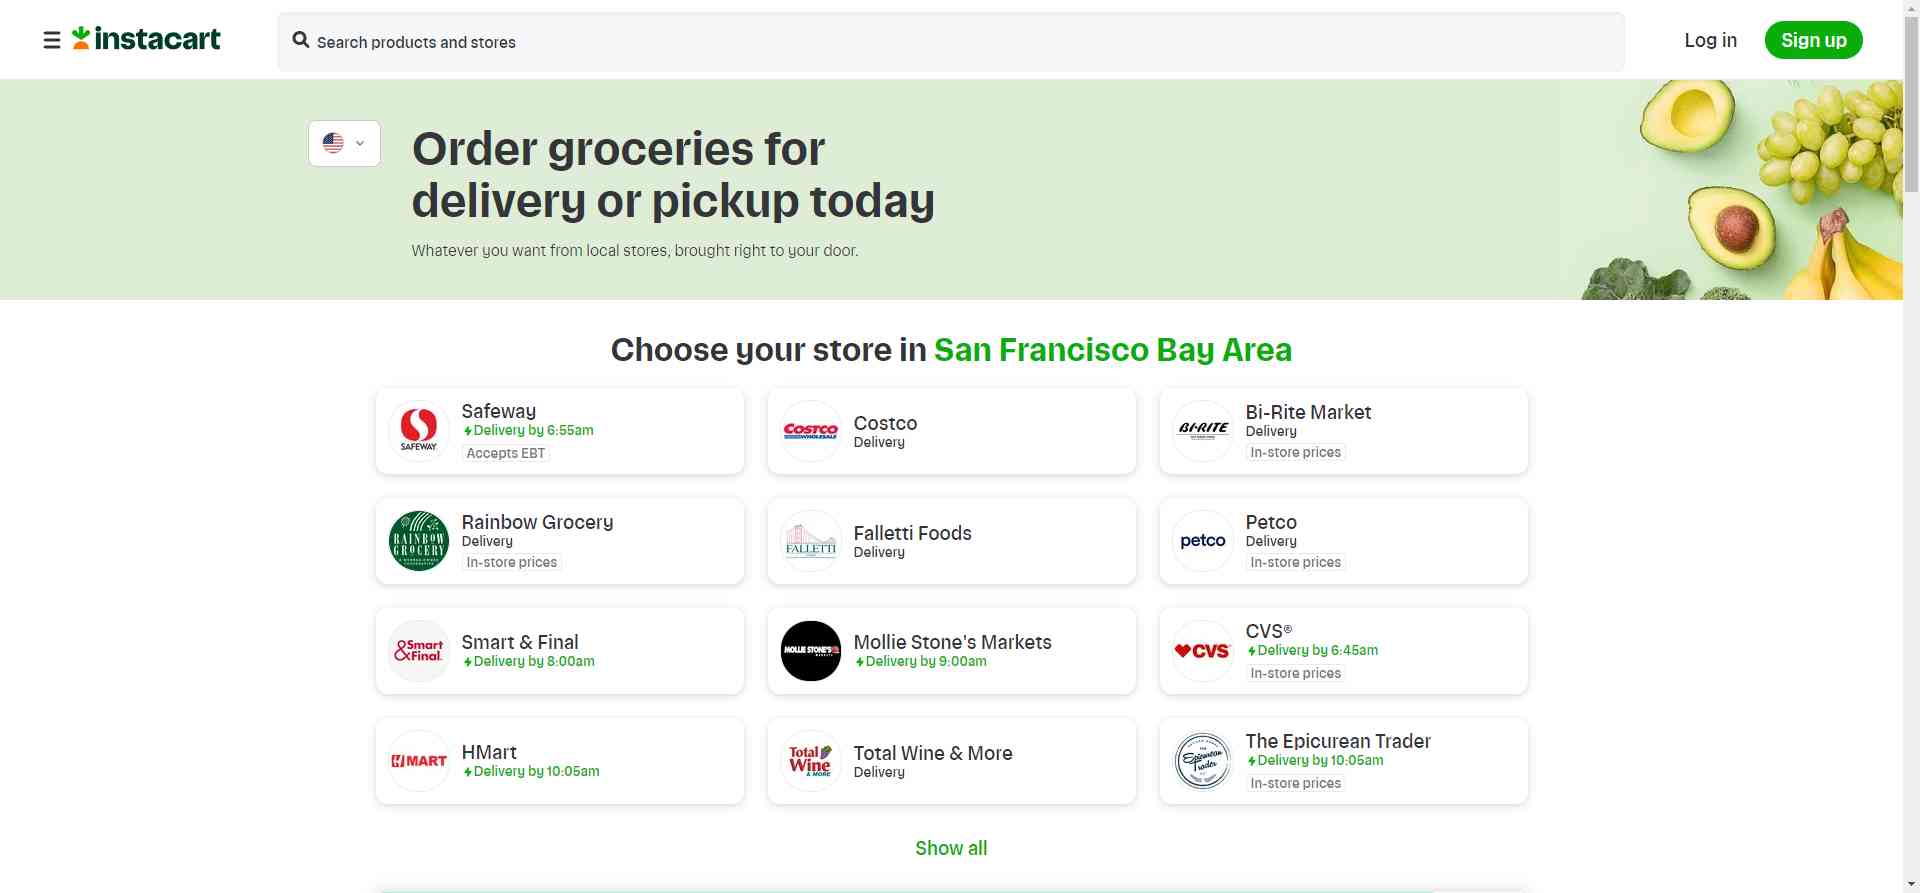 instacart
Search products and stores
Log in
Sign up
Order groceries for
delivery or pickup today
Whatever you want from local stores, brought right to your door.
Choose your store in San Francisco Bay Area
SAFEWAY
Safeway
Delivery by 6:55am
Accepts EBT
COSTCO
WHOLESALE
Costco
Delivery
BI-RITE
Bi-Rite Market
Delivery
In-store prices
RAINBOW
GROCERY
Rainbow Grocery
Delivery
In-store prices
FALLETTI
Falletti Foods
Delivery
petco
Petco
Delivery
In-store prices
Smart
&Final.
Smart & Final
Delivery by 8:00am
MOLLIE STONE'S
MARKETS
Mollie Stone's Markets
Delivery by 9:00am
CVS
CVS®
Delivery by 6:45am
In-store prices
H MART
HMart
Delivery by 10:05am
Total
Wine
& MORE
Total Wine & More
Delivery
THE
Epicurean
Trader
The Epicurean Trader
Delivery by 10:05am
In-store prices
Show all